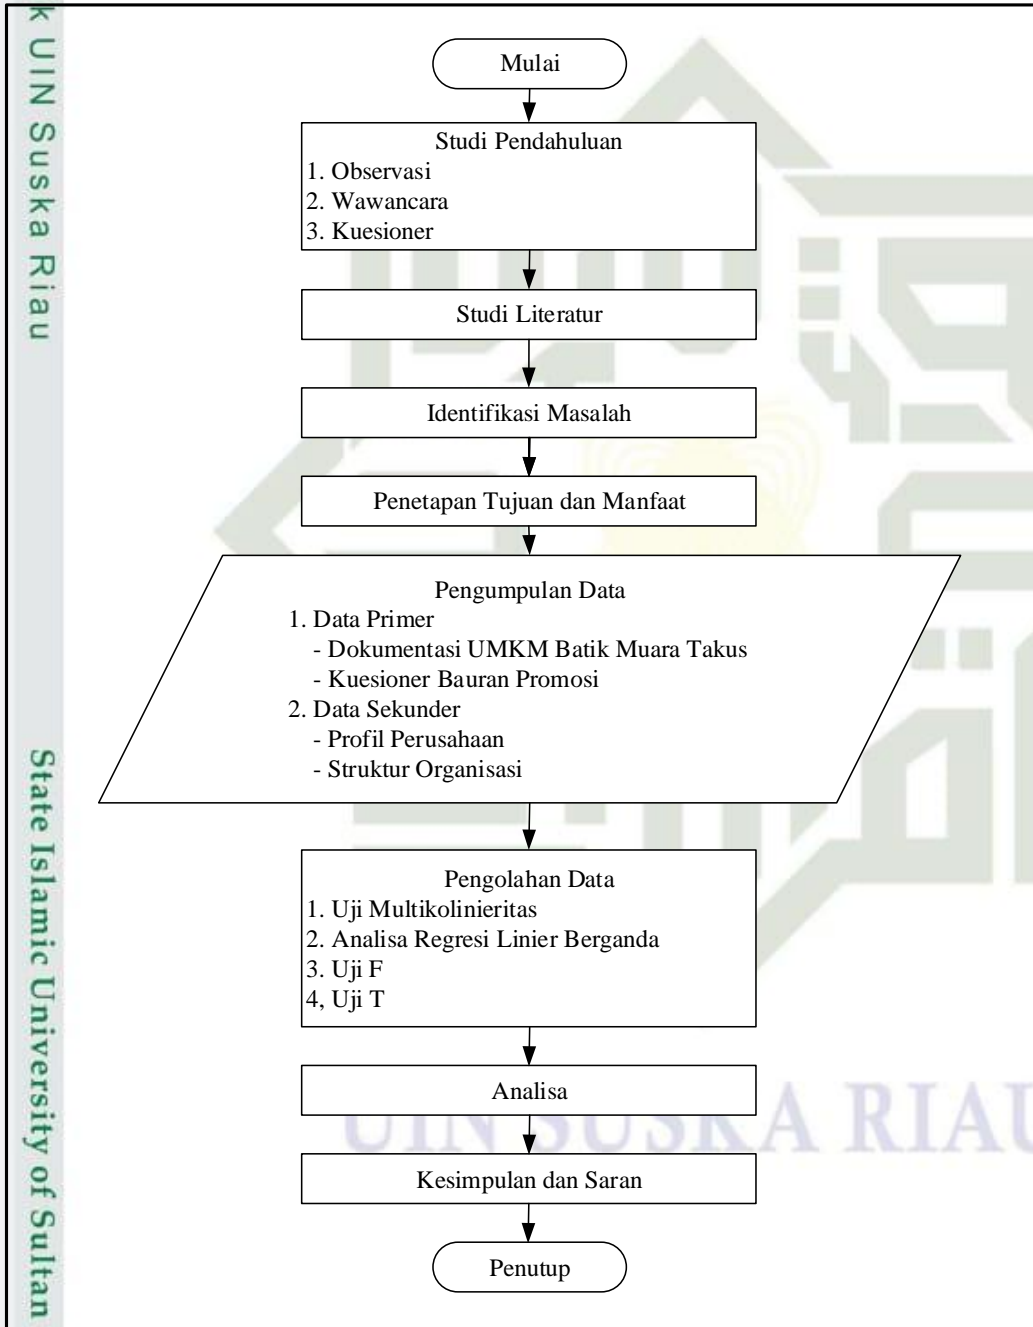 k UIN Suska Riau
State Islamic University of Sultan
Mulai
Studi Pendahuluan
1. Observasi
2. Wawancara
3. Kuesioner
Studi Literatur
Identifikasi Masalah
Penetapan Tujuan dan Manfaat
Pengumpulan Data
1. Data Primer
- Dokumentasi UMKM Batik Muara Takus
- Kuesioner Bauran Promosi
2. Data Sekunder
- Profil Perusahaan
- Struktur Organisasi
Pengolahan Data
1. Uji Multikolinieritas
2. Analisa Regresi Linier Berganda
3. Uji F
4, Uji T
Analisa
UIN SUSKA RIAU
Kesimpulan dan Saran
Penutup